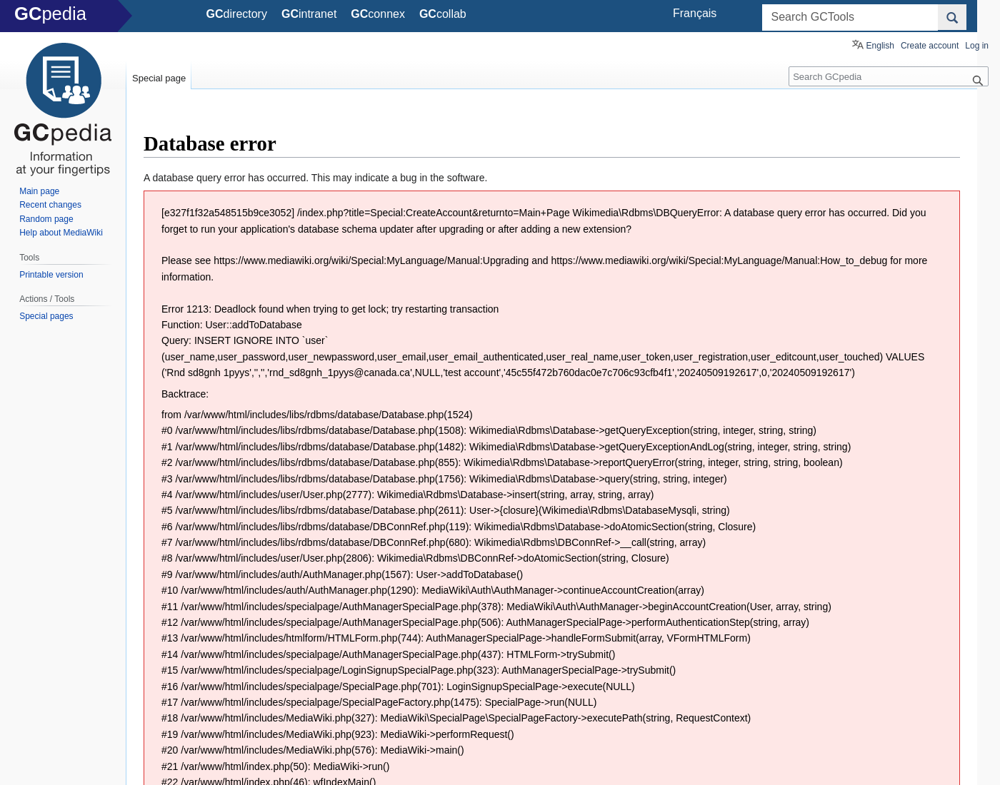 GCpedia
GCdirectory GCintranet GCconnex GCcollab
Français
Search GCTools
English Create account Log in
Special page
Search GCpedia
GCpedia
Information
at your fingertips
Main page
Recent changes
Random page
Help about MediaWiki
Tools
Printable version
Actions / Tools
Special pages
Database error
A database query error has occurred. This may indicate a bug in the software.
[e327f1f32a548515b9ce3052] /index.php?title=Special:CreateAccount&returnto=Main+Page Wikimedia\Rdbms\DBQueryError: A database query error has occurred. Did you
forget to run your application's database schema updater after upgrading or after adding a new extension?
Please see https://www.mediawiki.org/wiki/Special:MyLanguage/Manual:Upgrading and https://www.mediawiki.org/wiki/Special:MyLanguage/Manual:How_to_debug for more
information.
Error 1213: Deadlock found when trying to get lock; try restarting transaction
Function: User::addToDatabase
Query: INSERT IGNORE INTO `user`
(user_name,user_password,user_newpassword,user_email,user_email_authenticated,user_real_name,user_token,user_registration,user_editcount,user_touched) VALUES
('Rnd sd8gnh 1pyys','','','rnd_sd8gnh_1pyys@canada.ca',NULL,'test account','45c55f472b760dac0e7c706c93cfb4f1','20240509192617',0,'20240509192617')
Backtrace:
from /var/www/html/includes/libs/rdbms/database/Database.php(1524)
#0 /var/www/html/includes/libs/rdbms/database/Database.php(1508): Wikimedia\Rdbms\Database->getQueryException(string, integer, string, string)
#1 /var/www/html/includes/libs/rdbms/database/Database.php(1482): Wikimedia\Rdbms\Database->getQueryExceptionAndLog(string, integer, string, string)
#2 /var/www/html/includes/libs/rdbms/database/Database.php(855): Wikimedia\Rdbms\Database->reportQueryError(string, integer, string, string, boolean)
#3 /var/www/html/includes/libs/rdbms/database/Database.php(1756): Wikimedia\Rdbms\Database->query(string, string, integer)
#4 /var/www/html/includes/user/User.php(2777): Wikimedia\Rdbms\Database->insert(string, array, string, array)
#5 /var/www/html/includes/libs/rdbms/database/Database.php(2611): User->{closure}(Wikimedia\Rdbms\DatabaseMysqli, string)
#6 /var/www/html/includes/libs/rdbms/database/DBConnRef.php(119): Wikimedia\Rdbms\Database->doAtomicSection(string, Closure)
#7 /var/www/html/includes/libs/rdbms/database/DBConnRef.php(680): Wikimedia\Rdbms\DBConnRef->__call(string, array)
#8 /var/www/html/includes/user/User.php(2806): Wikimedia\Rdbms\DBConnRef->doAtomicSection(string, Closure)
#9 /var/www/html/includes/auth/AuthManager.php(1567): User->addToDatabase()
#10 /var/www/html/includes/auth/AuthManager.php(1290): MediaWiki\Auth\AuthManager->continueAccountCreation(array)
#11 /var/www/html/includes/specialpage/AuthManagerSpecialPage.php(378): MediaWiki\Auth\AuthManager->beginAccountCreation(User, array, string)
#12 /var/www/html/includes/specialpage/AuthManagerSpecialPage.php(506): AuthManagerSpecialPage->performAuthenticationStep(string, array)
#13 /var/www/html/includes/htmlform/HTMLForm.php(744): AuthManagerSpecialPage->handleFormSubmit(array, VFormHTMLForm)
#14 /var/www/html/includes/specialpage/AuthManagerSpecialPage.php(437): HTMLForm->trySubmit()
#15 /var/www/html/includes/specialpage/LoginSignupSpecialPage.php(323): AuthManagerSpecialPage->trySubmit()
#16 /var/www/html/includes/specialpage/SpecialPage.php(701): LoginSignupSpecialPage->execute(NULL)
#17 /var/www/html/includes/specialpage/SpecialPageFactory.php(1475): SpecialPage->run(NULL)
#18 /var/www/html/includes/MediaWiki.php(327): MediaWiki\SpecialPage\SpecialPageFactory->executePath(string, RequestContext)
#19 /var/www/html/includes/MediaWiki.php(923): MediaWiki->performRequest()
#20 /var/www/html/includes/MediaWiki.php(576): MediaWiki->main()
#21 /var/www/html/index.php(50): MediaWiki->run()
#22 /var/www/html/index.php(46): wfIndexMain()